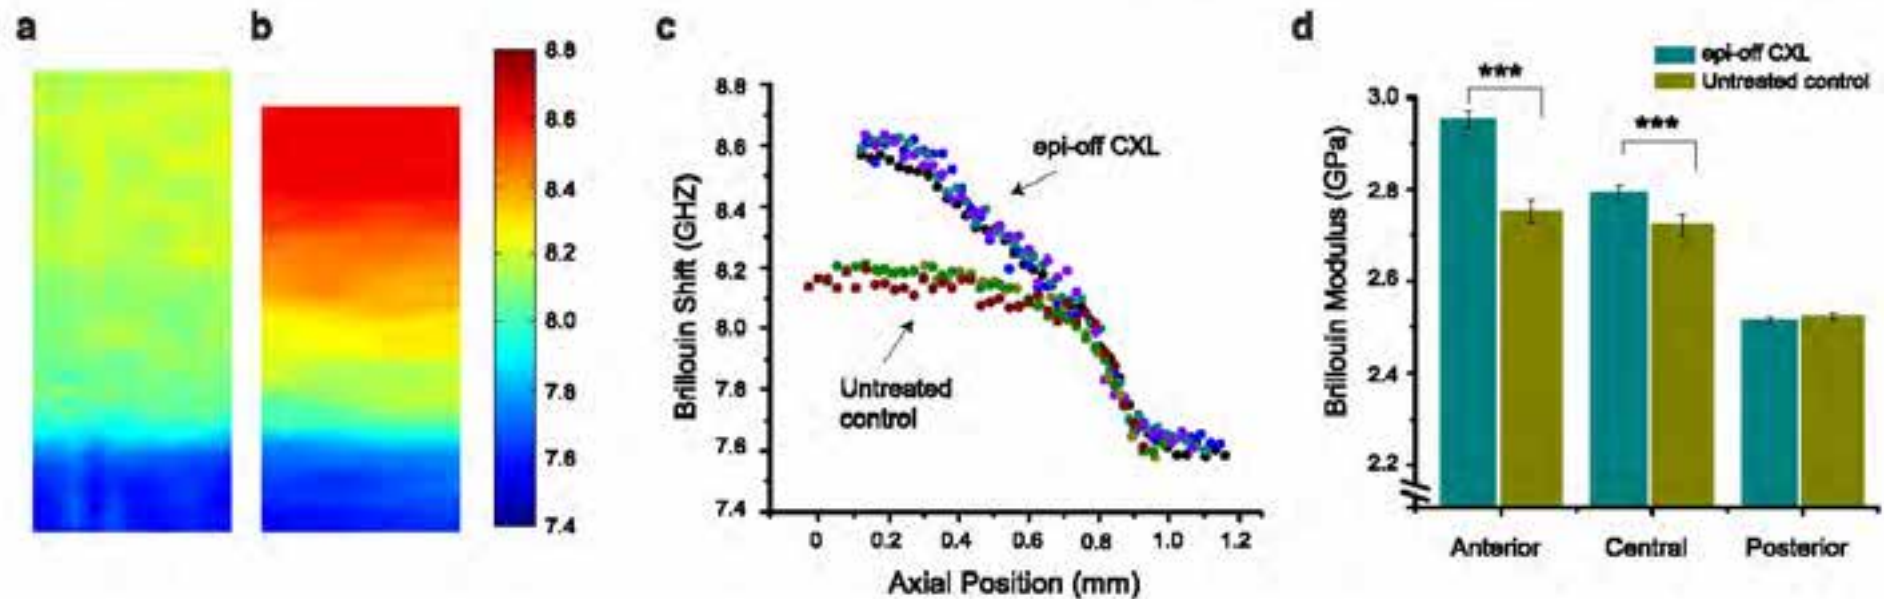 a
b
8.8
8.6
8.4
8.2
8.0
7.8
7.6
7.4
c
8.8
8.6
8.4
8.2
8.0
7.8
7.6
7.4
Brillouin Shift (GHZ)
epi-off CXL
Untreated
control
0 0.2 0.4 0.6 0.8 1.0 1.2
Axial Position (mm)
d
epi-off CXL
Untreated control
***
***
3.0
2.8
2.6
2.4
2.2
Brillouin Modulus (GPa)
Anterior Central Posterior